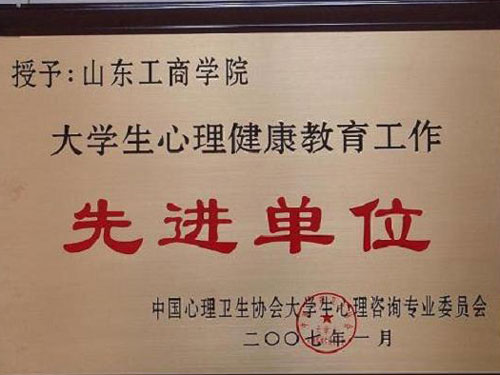 授予:山东工商学院
大学生心理健康教育工作
先进单位
中国心理卫生协会大学生心理咨询专业委员会
二〇〇七年一月